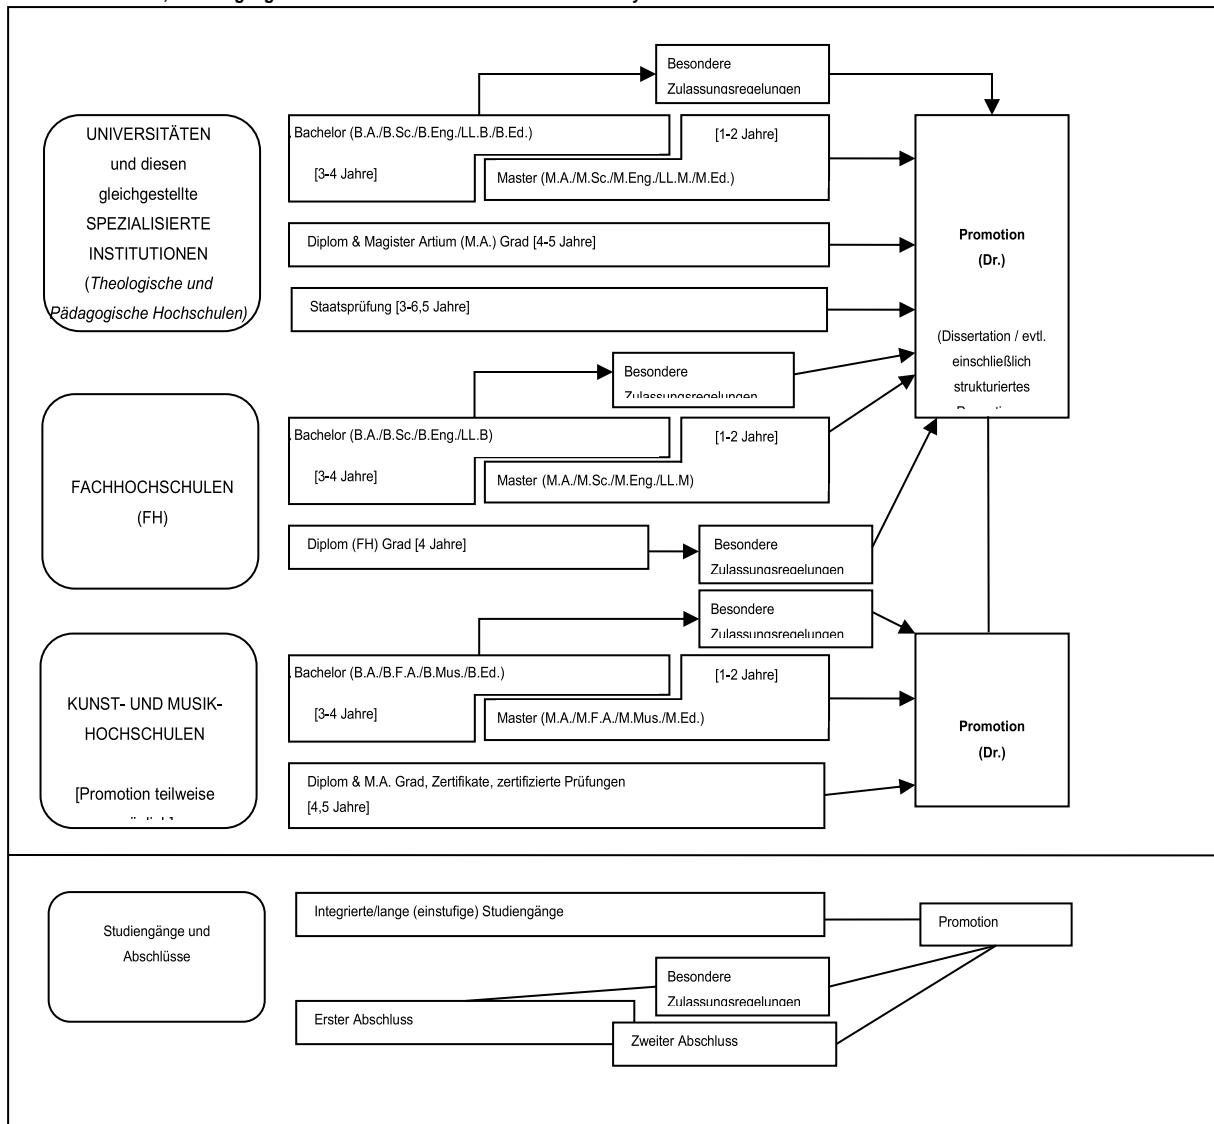 Besondere
Zulassungsregelungen
UNIVERSITÄTEN
und diesen
gleichgestellte
SPEZIALISIERTE
INSTITUTIONEN
(Theologische und
Pädagogische Hochschulen)
Bachelor (B.A./B.Sc./B.Eng./LL.B./B.Ed.)
[3-4 Jahre]
[1-2 Jahre]
Master (M.A./M.Sc./M.Eng./LL.M./M.Ed.)
Diplom & Magister Artium (M.A.) Grad [4-5 Jahre]
Staatsprüfung [3-6,5 Jahre]
Promotion
(Dr.)
(Dissertation / evtl.
einschließlich
strukturiertes
Besondere
Zulassungsregelungen
FACHHOCHSCHULEN
(FH)
Bachelor (B.A./B.Sc./B.Eng./LL.B)
[3-4 Jahre]
[1-2 Jahre]
Master (M.A./M.Sc./M.Eng./LL.M)
Diplom (FH) Grad [4 Jahre]
Besondere
Zulassungsregelungen
Besondere
Zulassungsregelungen
KUNST- UND MUSIK-
HOCHSCHULEN
[Promotion teilweise
Bachelor (B.A./B.F.A./B.Mus./B.Ed.)
[3-4 Jahre]
[1-2 Jahre]
Master (M.A./M.F.A./M.Mus./M.Ed.)
Diplom & M.A. Grad, Zertifikate, zertifizierte Prüfungen
[4,5 Jahre]
Promotion
(Dr.)
Studiengänge und
Abschlüsse
Integrierte/lange (einstufige) Studiengänge
Promotion
Besondere
Zulassungsregelungen
Erster Abschluss
Zweiter Abschluss